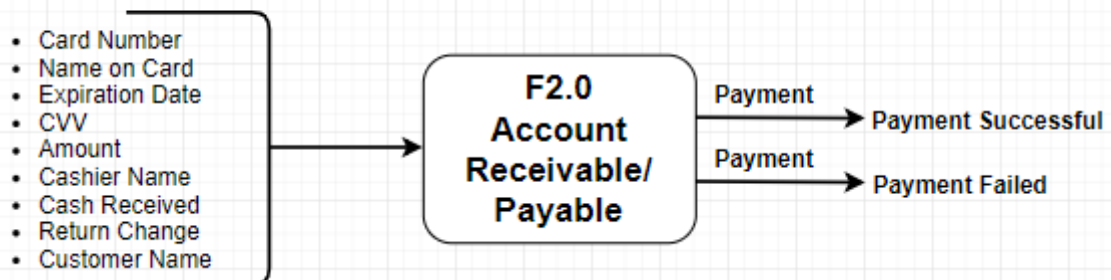 • Card Number
• Name on Card
• Expiration Date
• CVV
• Amount
• Cashier Name
• Cash Received
• Return Change
• Customer Name
F2.0
Account
Receivable/
Payable
Payment
Payment Successful
Payment
Payment Failed